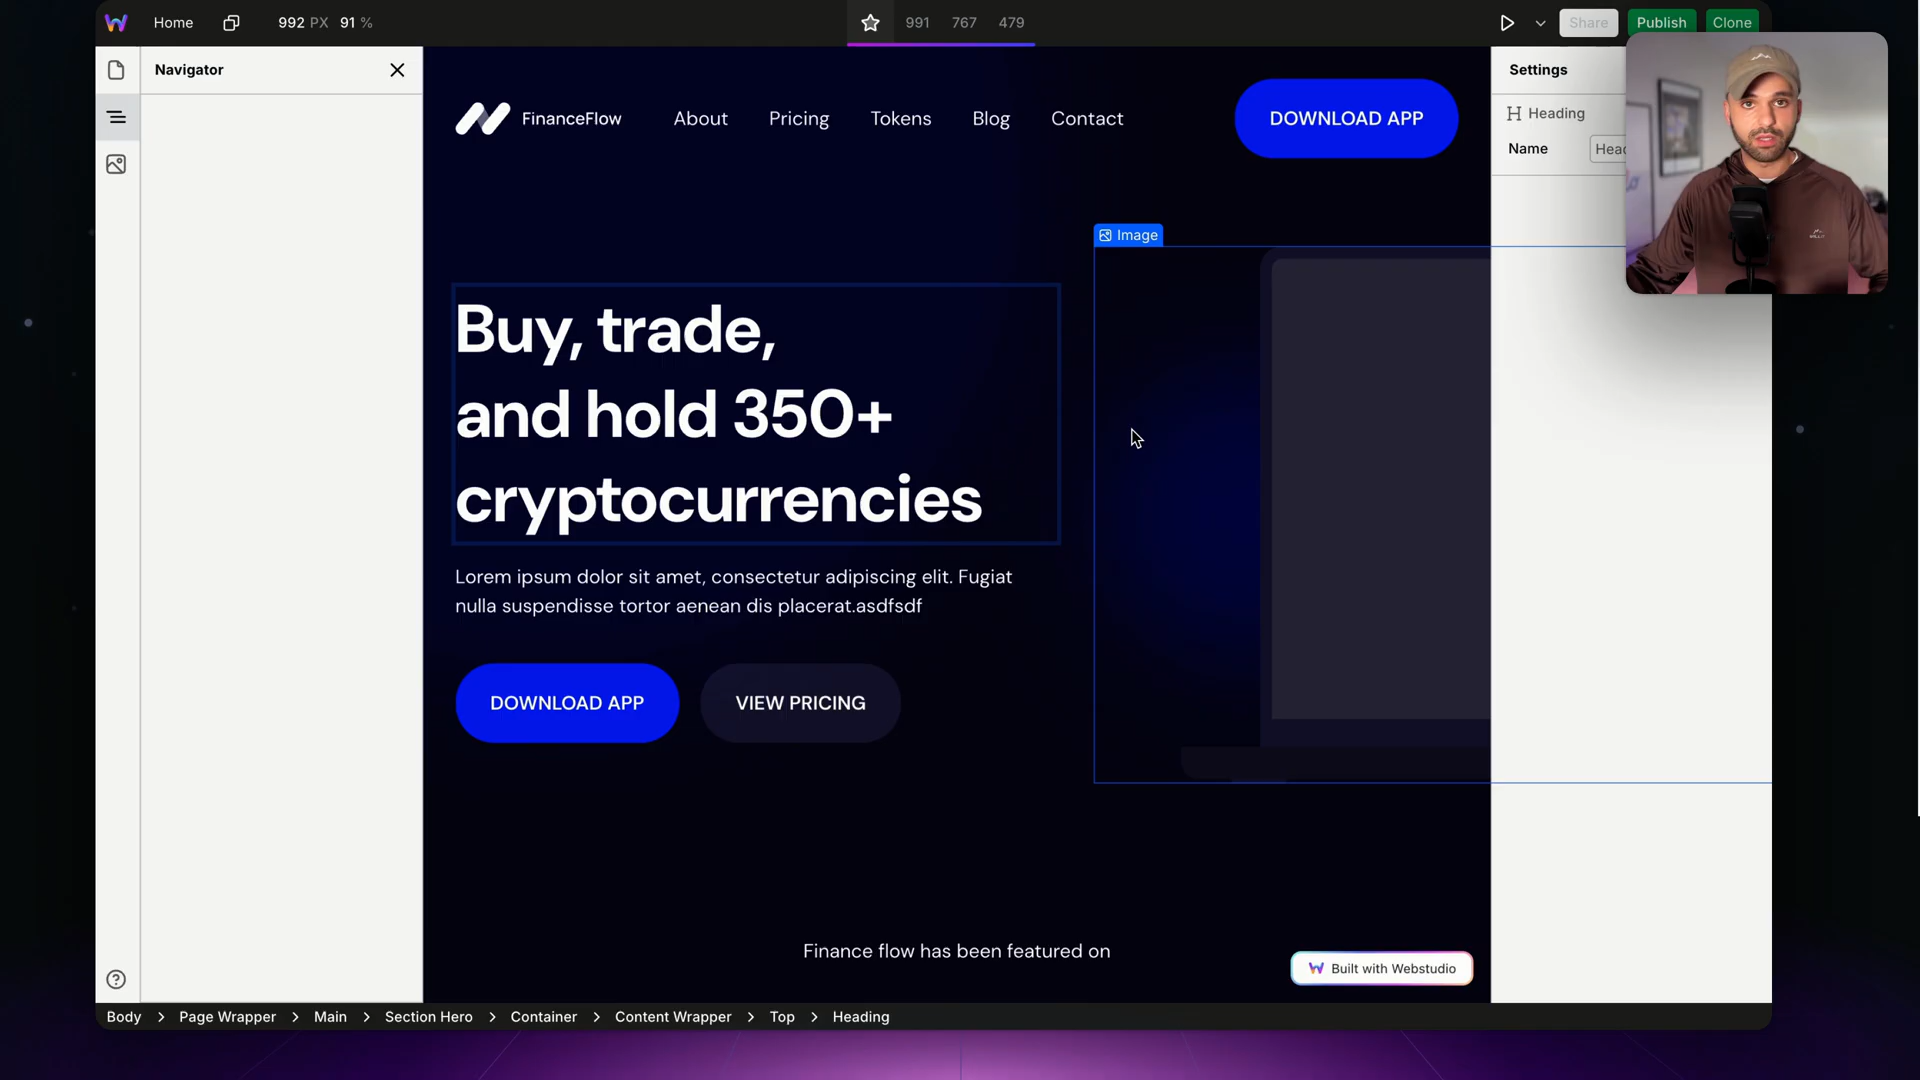 Home
992 PX 91 %
991 767 479
Share
Publish
Clone
Navigator
Settings
Heading
Name
FinanceFlow
About
Pricing
Tokens
Blog
Contact
DOWNLOAD APP
Image
Buy, trade,
and hold 350+
cryptocurrencies
Lorem ipsum dolor sit amet, consectetur adipiscing elit. Fugiat
nulla suspendisse tortor aenean dis placerat.asdfsdf
DOWNLOAD APP
VIEW PRICING
Finance flow has been featured on
Built with Webstudio
Body > Page Wrapper > Main > Section Hero > Container > Content Wrapper > Top > Heading